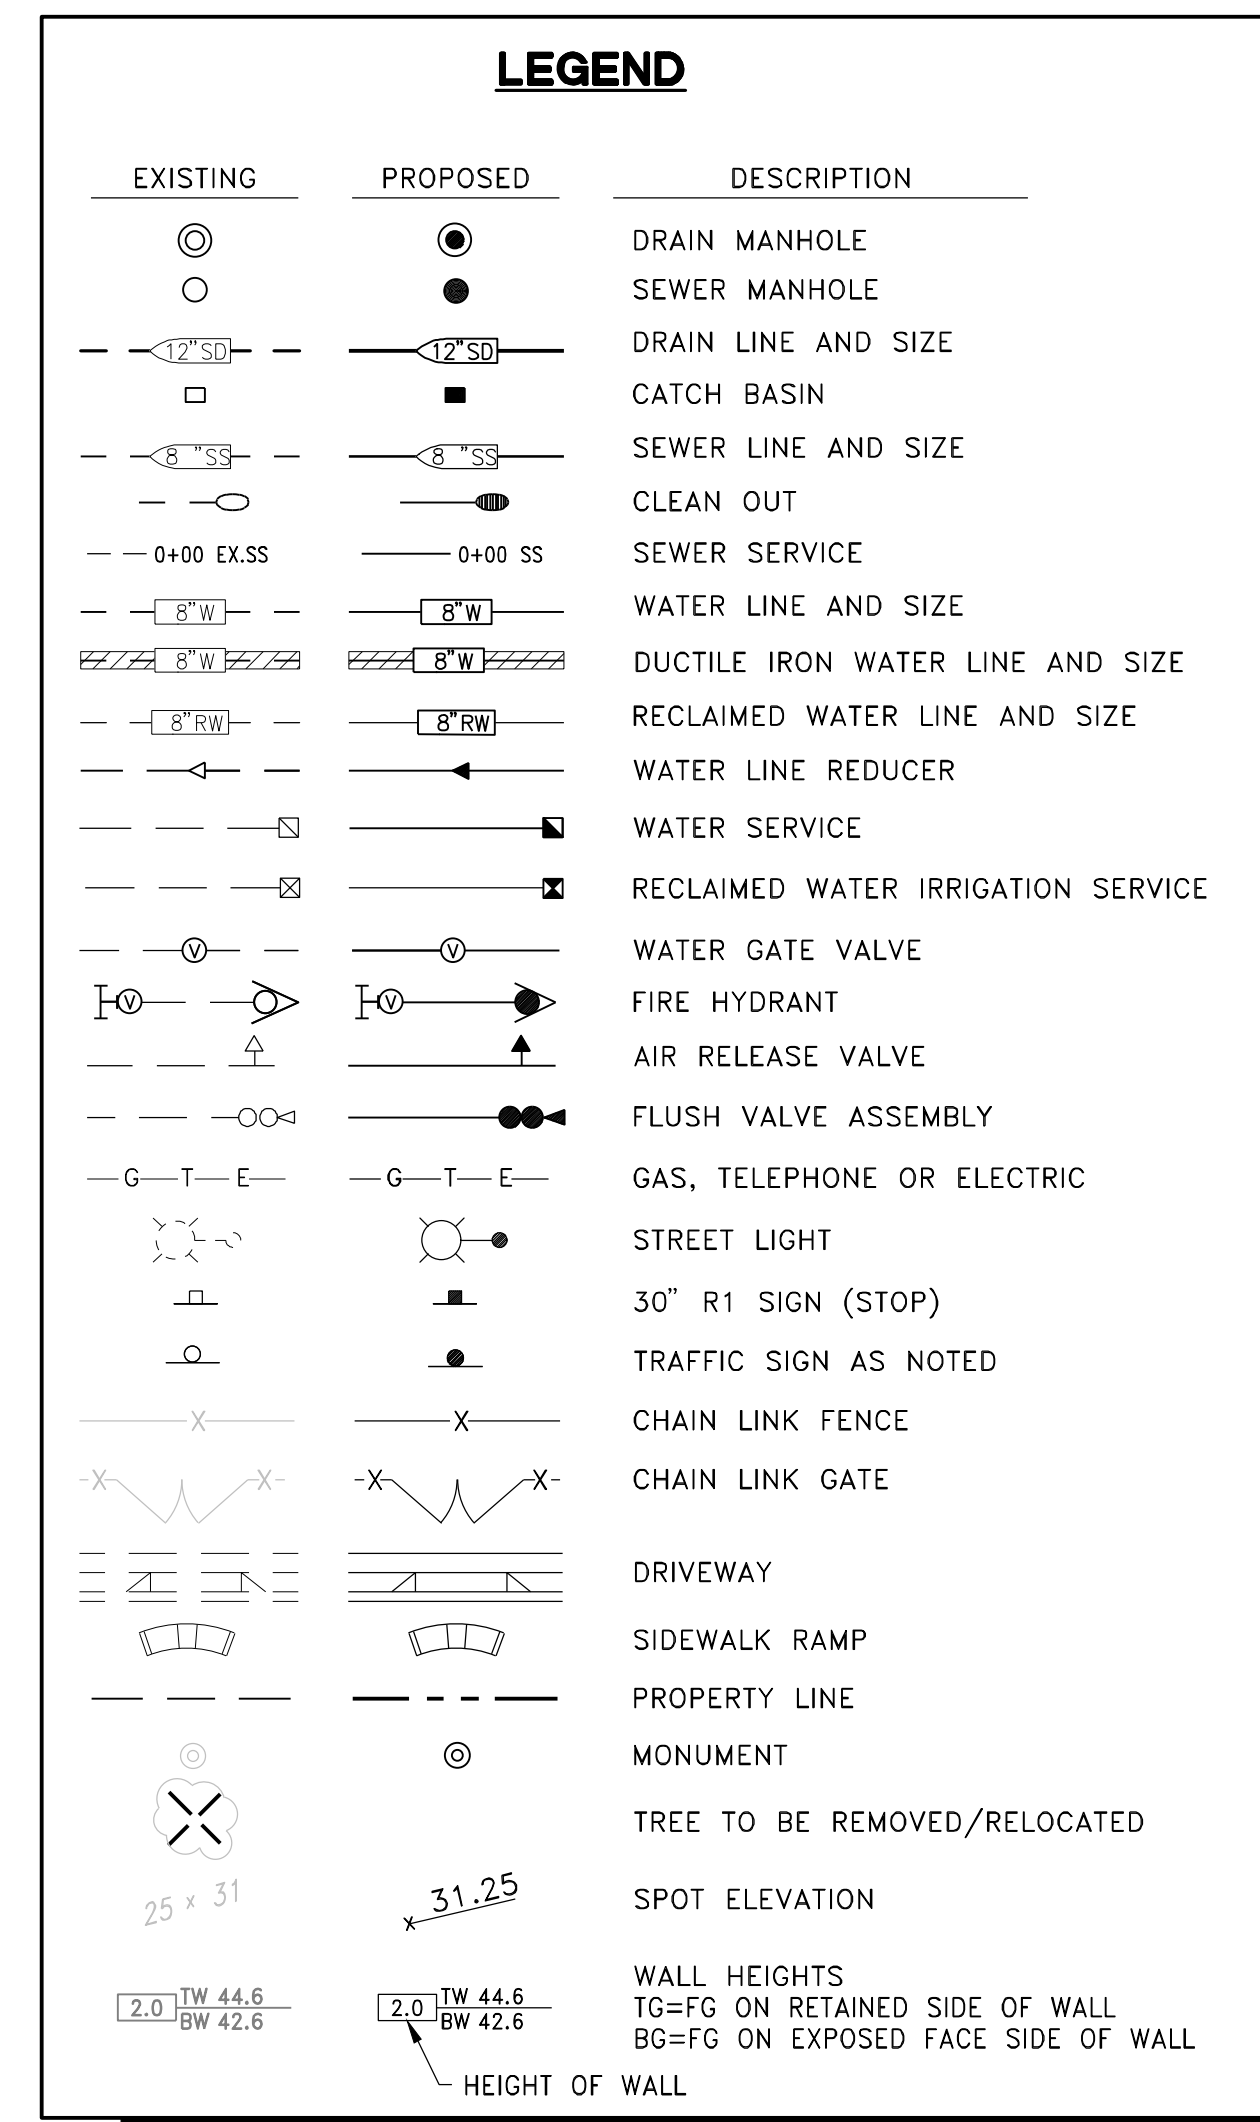 LEGEND
EXISTING PROPOSED DESCRIPTION
DRAIN MANHOLE
SEWER MANHOLE
12"SD 12"SD DRAIN LINE AND SIZE
CATCH BASIN
8 "SS 8 "SS SEWER LINE AND SIZE
CLEAN OUT
0+00 EX.SS 0+00 SS SEWER SERVICE
8"W 8"W WATER LINE AND SIZE
8"W 8"W DUCTILE IRON WATER LINE AND SIZE
8"RW 8"RW RECLAIMED WATER LINE AND SIZE
WATER LINE REDUCER
WATER SERVICE
RECLAIMED WATER IRRIGATION SERVICE
V V WATER GATE VALVE
V V FIRE HYDRANT
AIR RELEASE VALVE
FLUSH VALVE ASSEMBLY
G T E G T E GAS, TELEPHONE OR ELECTRIC
STREET LIGHT
30" R1 SIGN (STOP)
TRAFFIC SIGN AS NOTED
X X CHAIN LINK FENCE
X X X X CHAIN LINK GATE
DRIVEWAY
SIDEWALK RAMP
PROPERTY LINE
MONUMENT
TREE TO BE REMOVED/RELOCATED
25 x 31 x 31.25 SPOT ELEVATION
WALL HEIGHTS
2.0 TW 44.6 2.0 TW 44.6 TG=FG ON RETAINED SIDE OF WALL
BW 42.6 BW 42.6 BG=FG ON EXPOSED FACE SIDE OF WALL
HEIGHT OF WALL